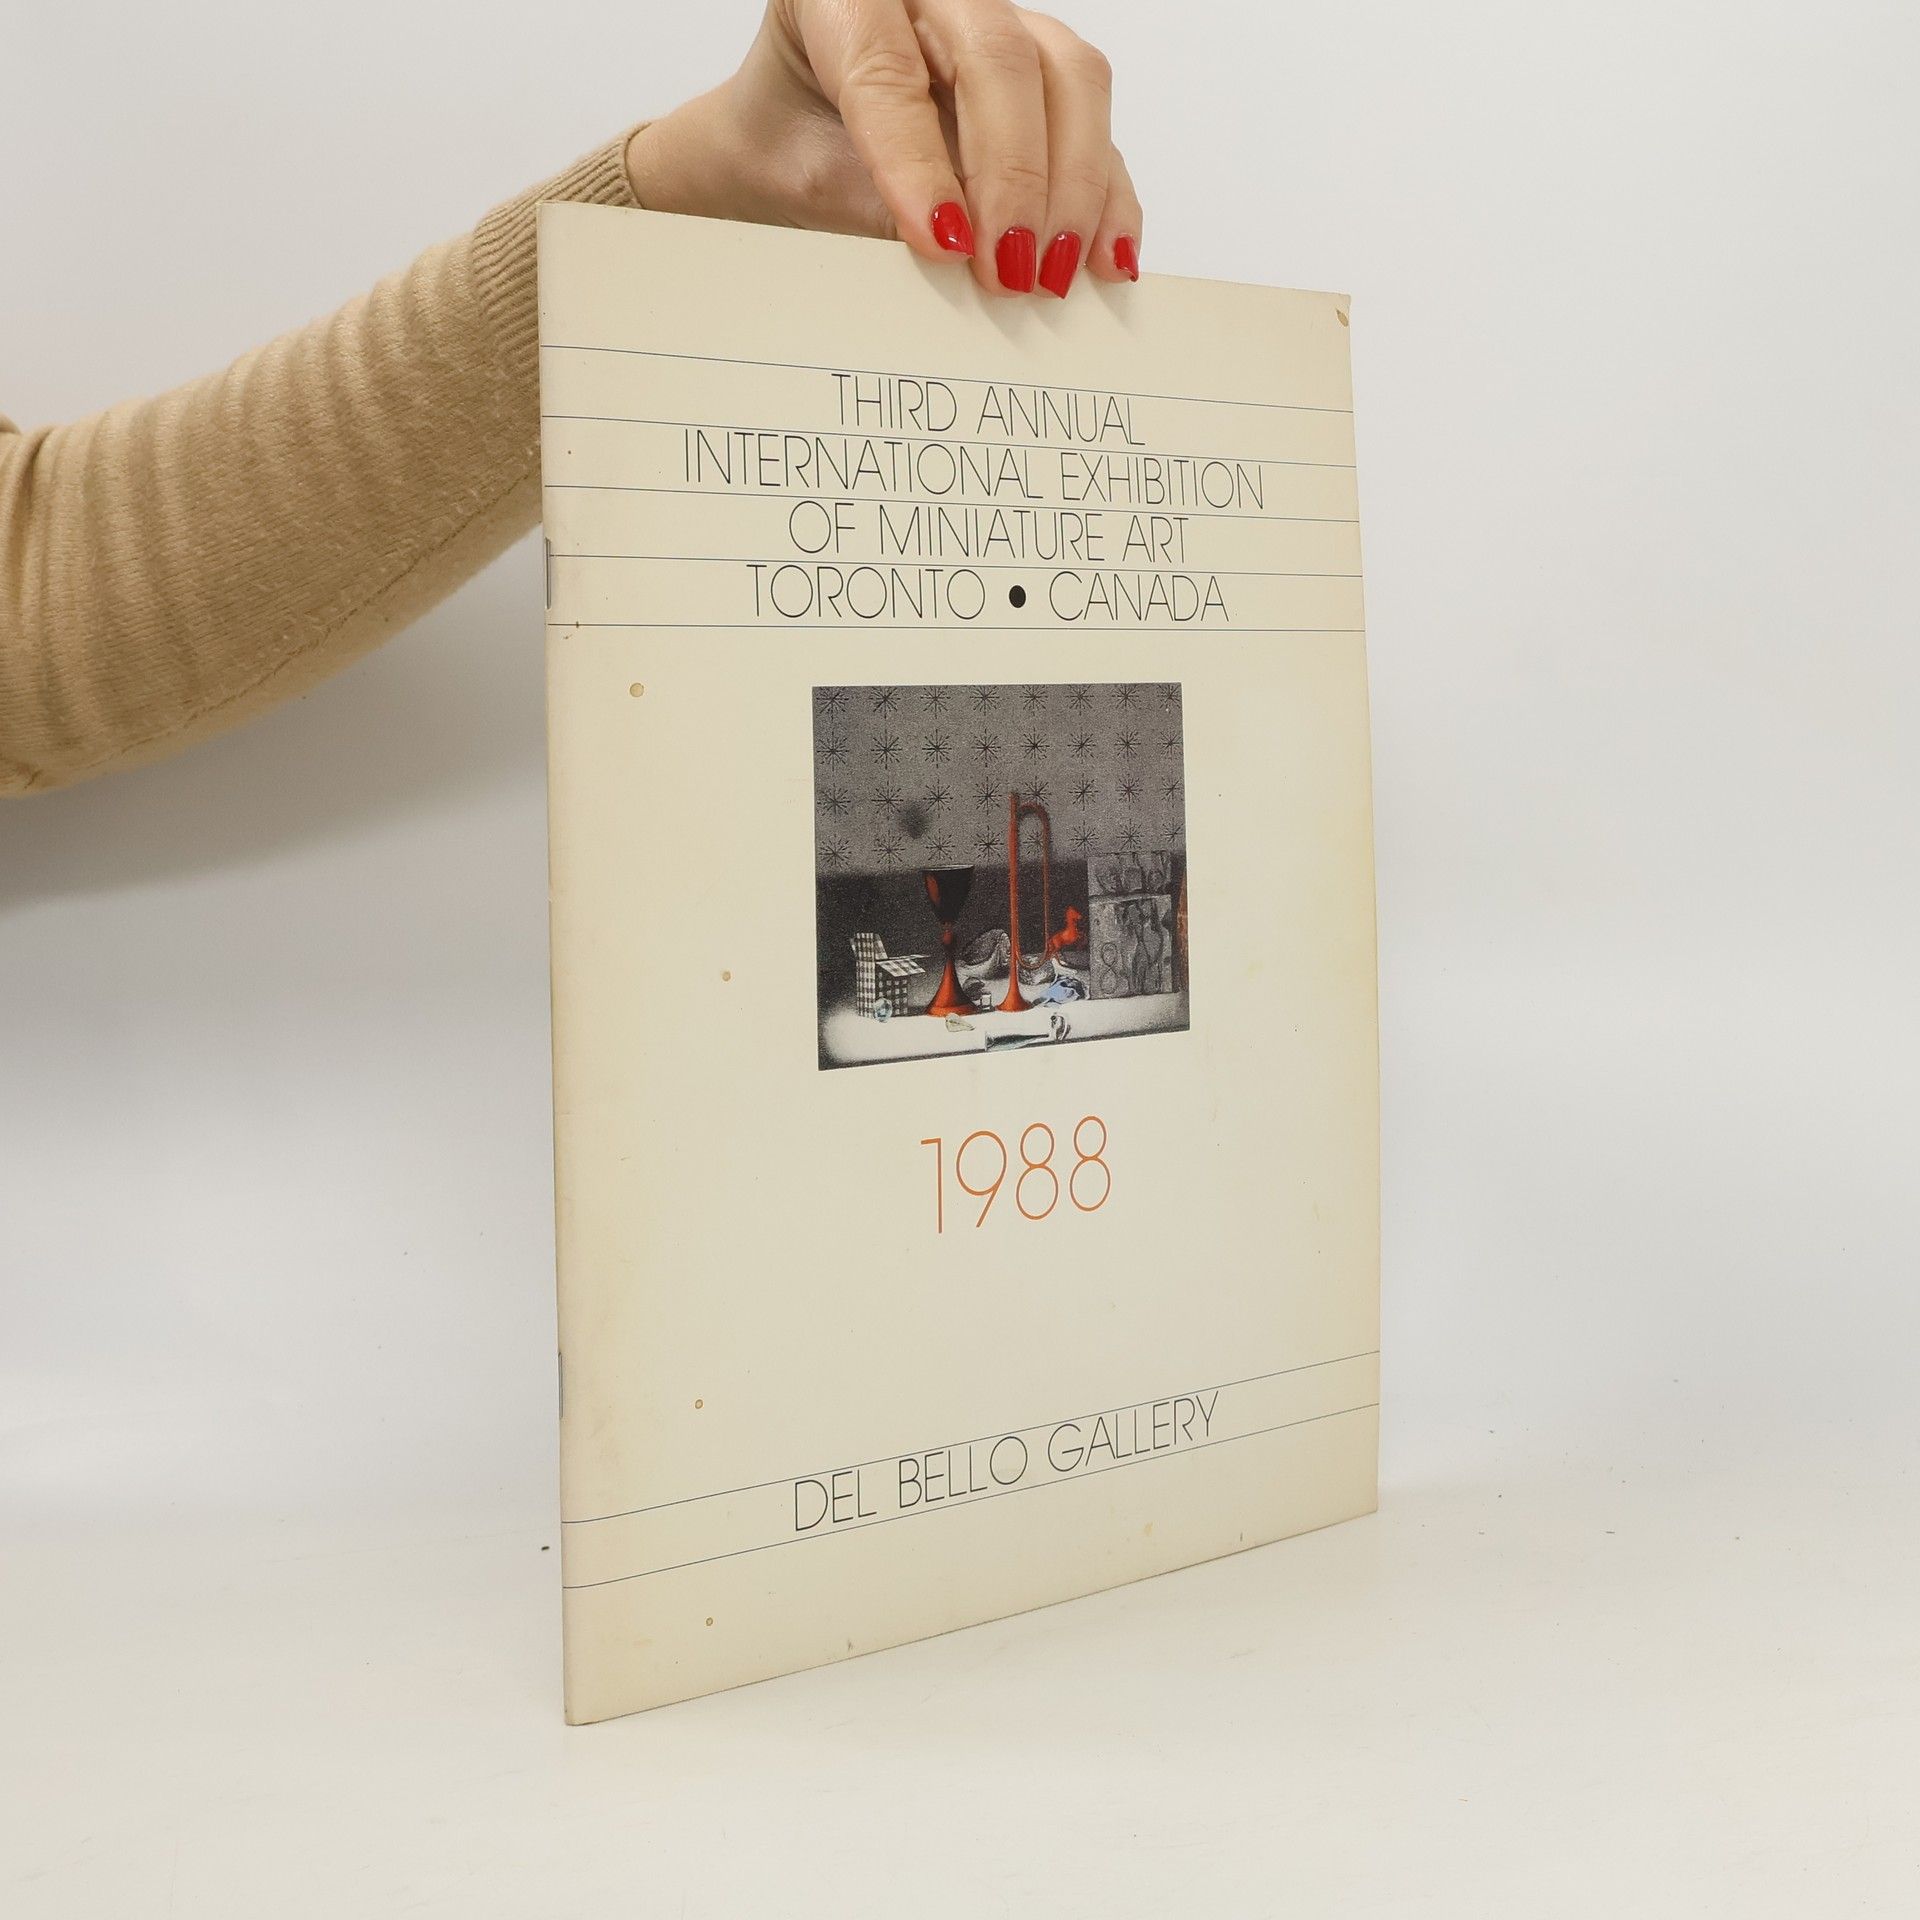 THIRD ANNUAL
INTERNATIONAL EXHIBITION
OF MINIATURE ART
TORONTO • CANADA
1988
DEL BELLO GALLERY